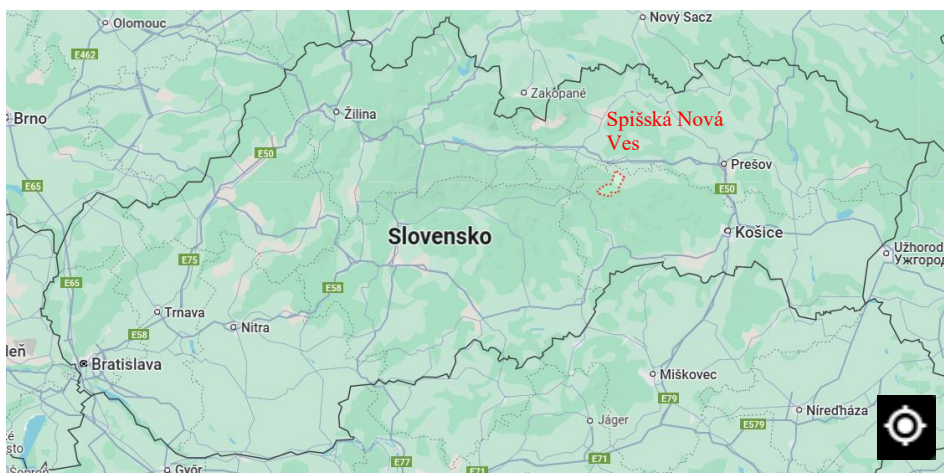 Olomouc
Nový Sacz
E462
Zakopané
Brno
Žilina
Spišská Nová
Ves
E50
Prešov
E65
E50
Slovensko
Košice
Užhorod
Ужгород
E75
E65
E58
Trnava
Nitra
E58
Bratislava
Miškovec
E79
Níreďháza
Jáger
E579
E77
E71
E71
Győr